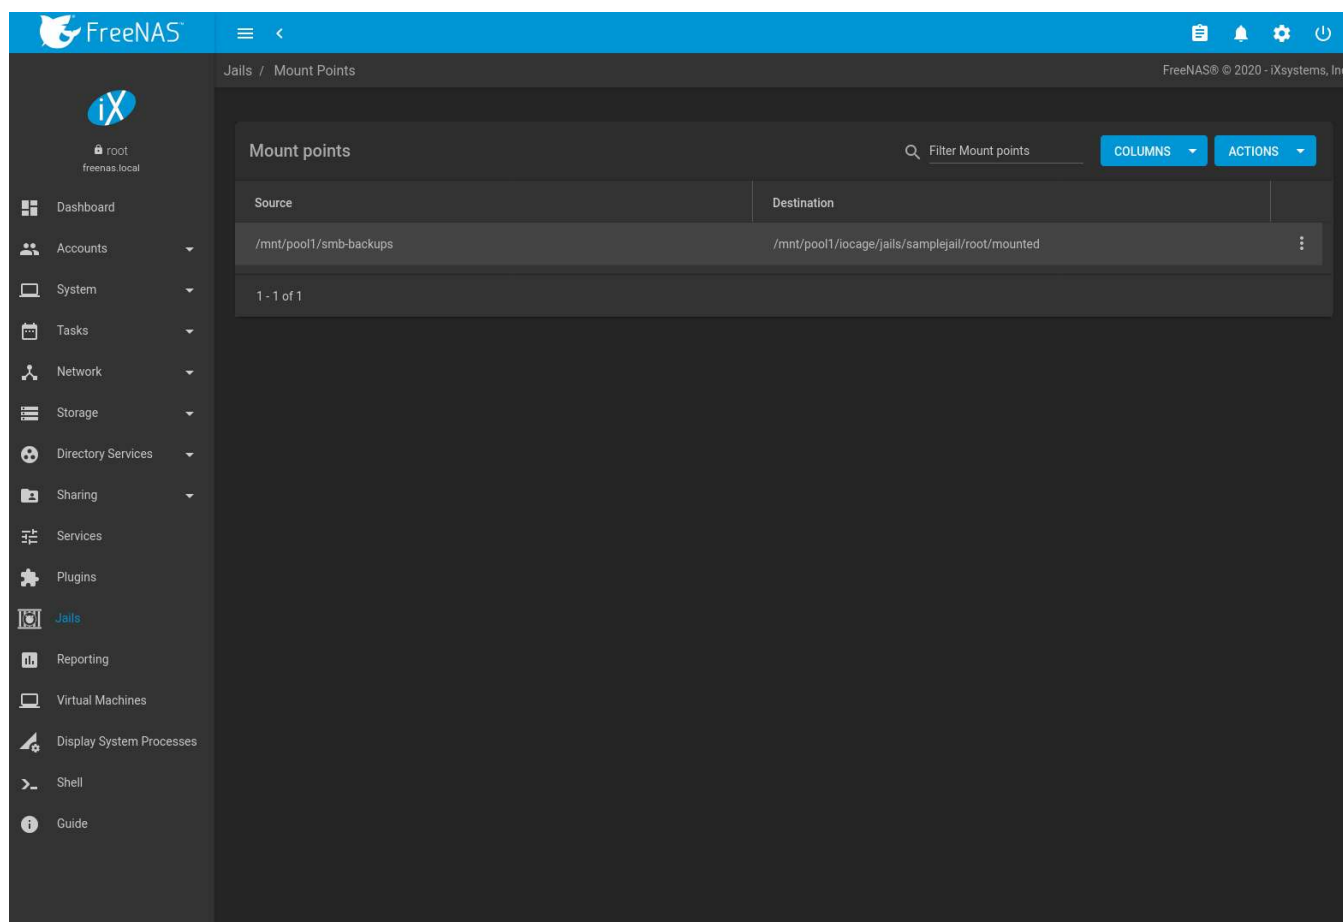 FreeNAS
Jails / Mount Points
FreeNAS® © 2020 - iXsystems, Inc
iX
root
freenas.local
Mount points
Filter Mount points
COLUMNS
ACTIONS
Source
Destination
/mnt/pool1/smb-backups
/mnt/pool1/iocage/jails/samplejail/root/mounted
1 - 1 of 1
Dashboard
Accounts
System
Tasks
Network
Storage
Directory Services
Sharing
Services
Plugins
Jails
Reporting
Virtual Machines
Display System Processes
Shell
Guide